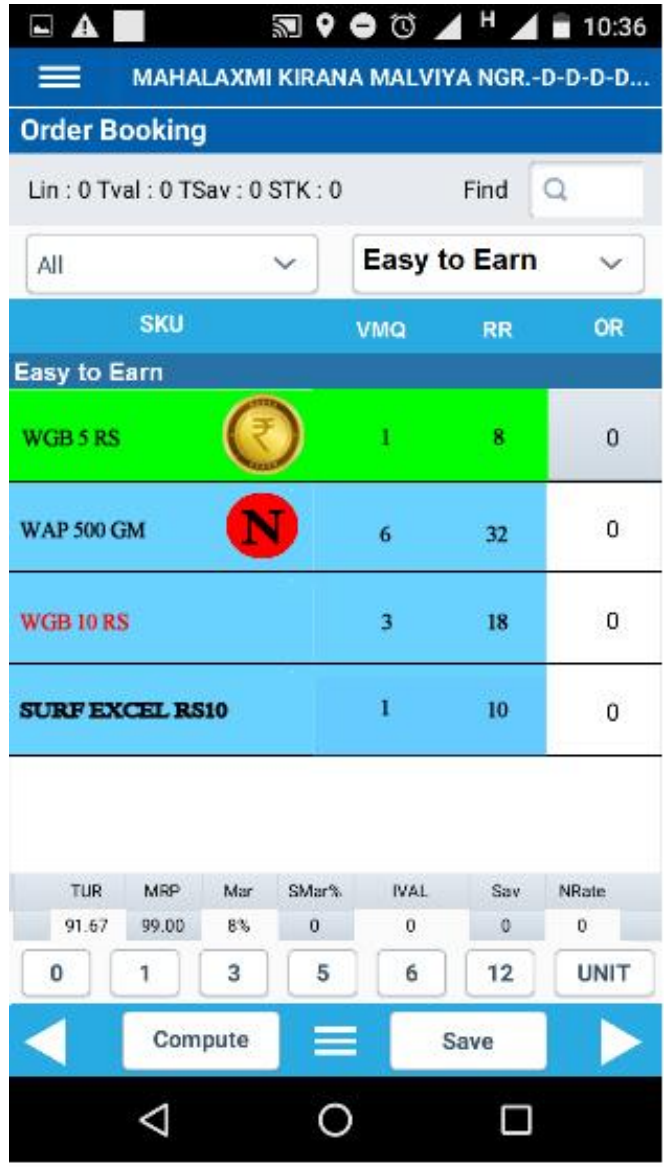 H 10:36
MAHALAXMI KIRANA MALVIYA NGR.-D-D-D-D...
Order Booking
Lin : 0 Tval : 0 TSav : 0 STK : 0 Find
All Easy to Earn
SKU VMQ RR OR
Easy to Earn
WGB 5 RS ₹ 1 8 0
WAP 500 GM N 6 32 0
WGB 10 RS 3 18 0
SURF EXCEL RS10 1 10 0
TUR MRP Mar SMar% IVAL Sav NRate
91.67 99.00 8% 0 0 0 0
0 1 3 5 6 12 UNIT
Compute Save